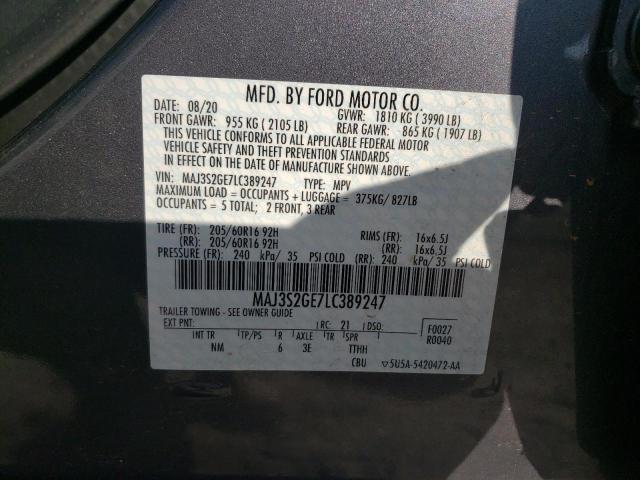 MFD. BY FORD MOTOR CO.
DATE: 08/20 GVWR: 1810 KG ( 3990 LB)
FRONT GAWR: 955 KG ( 2105 LB) REAR GAWR: 865 KG ( 1907 LB)
THIS VEHICLE CONFORMS TO ALL APPLICABLE FEDERAL MOTOR
VEHICLE SAFETY AND THEFT PREVENTION STANDARDS
IN EFFECT ON THE DATE OF MANUFACTURE SHOWN ABOVE.
VIN: MAJ3S2GE7LC389247 TYPE: MPV
MAXIMUM LOAD = OCCUPANTS + LUGGAGE = 375KG/ 827LB
OCCUPANTS = 5 TOTAL; 2 FRONT, 3 REAR
TIRE (FR): 205/60R16 92H RIMS (FR): 16x6.5J
(RR): 205/60R16 92H (RR): 16x6.5J
PRESSURE (FR): 240 kPa/ 35 PSI COLD (RR): 240 kPa/ 35 PSI COLD
MAJ3S2GE7LC389247
TRAILER TOWING - SEE OWNER GUIDE
EXT PNT: RC: 21 DSO: F0027
R0040
INT TR TP/PS R AXLE TR SPR
NM 6 3E TTHH
CBU 5U5A-5420472-AA